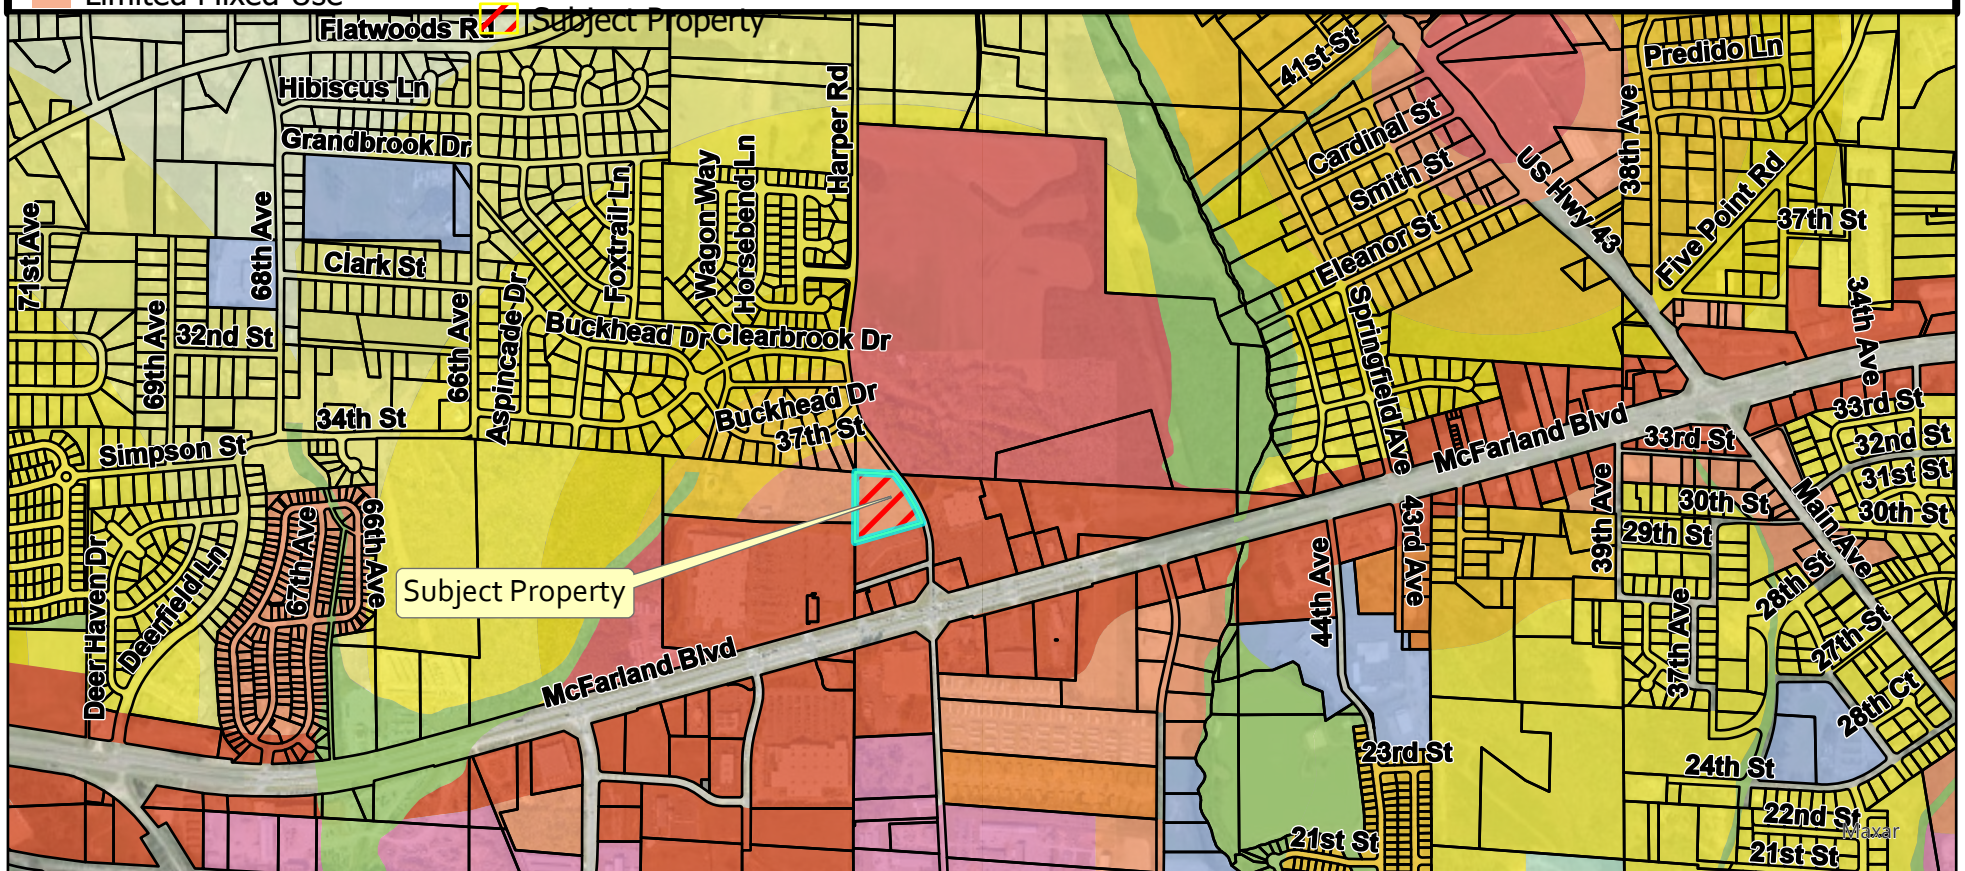 Limited Mixed-Use
Subject Property
Flatwoods Rd
Hibiscus Ln
Grandbrook Dr
Harper Rd
41st St
Predido Ln
38th Ave
Cardinal St
Smith St
US Hwy 43
Five Point Rd
37th St
Eleanor St
71st Ave
68th Ave
Clark St
Foxtrail Ln
Wagon Way
Horsebend Ln
69th Ave
32nd St
66th Ave
Aspincade Dr
Buckhead Dr
Clearbrook Dr
Springfield Ave
34th Ave
Buckhead Dr
37th St
34th St
Simpson St
McFarland Blvd
33rd St
33rd St
32nd St
31st St
30th St
30th St
29th St
39th Ave
43rd Ave
Main Ave
66th Ave
67th Ave
Deer Haven Dr
Deerfield Ln
Subject Property
44th Ave
28th St
27th St
37th Ave
28th Ct
McFarland Blvd
23rd St
24th St
22nd St
21st St
21st St
Maxar